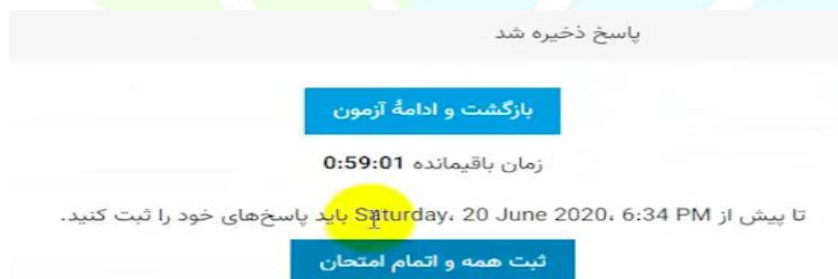 پاسخ ذخیره شد
بازگشت و ادامهٔ آزمون
زمان باقیمانده 0:59:01
تا پیش از Saturday، 20 June 2020، 6:34 PM باید پاسخ‌های خود را ثبت کنید.
ثبت همه و اتمام امتحان